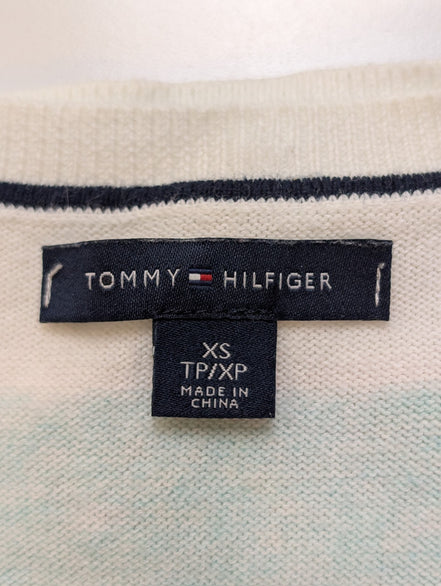 TOMMY HILFIGER
XS
TP/XP
MADE IN
CHINA